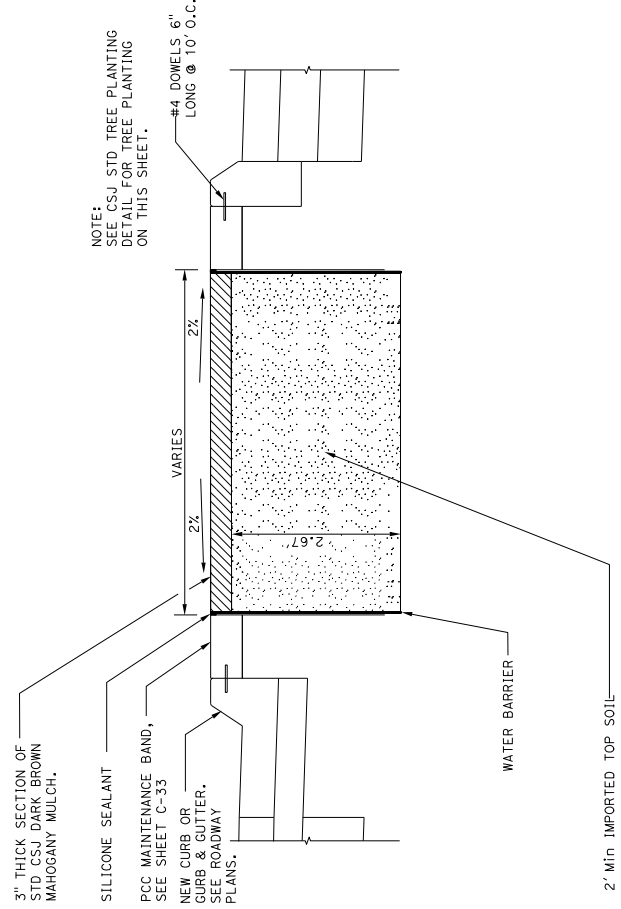 NOTE:
SEE CSJ STD TREE PLANTING
DETAIL FOR TREE PLANTING
ON THIS SHEET.
#4 DOWELS 6"
LONG @ 10' O.C.
VARIES
2%
2%
2.67'
3" THICK SECTION OF
STD CSJ DARK BROWN
MAHOGANY MULCH.
SILICONE SEALANT
PCC MAINTENANCE BAND,
SEE SHEET C-33
NEW CURB OR
GURB & GUTTER.
SEE ROADWAY
PLANS.
WATER BARRIER
2' Min IMPORTED TOP SOIL